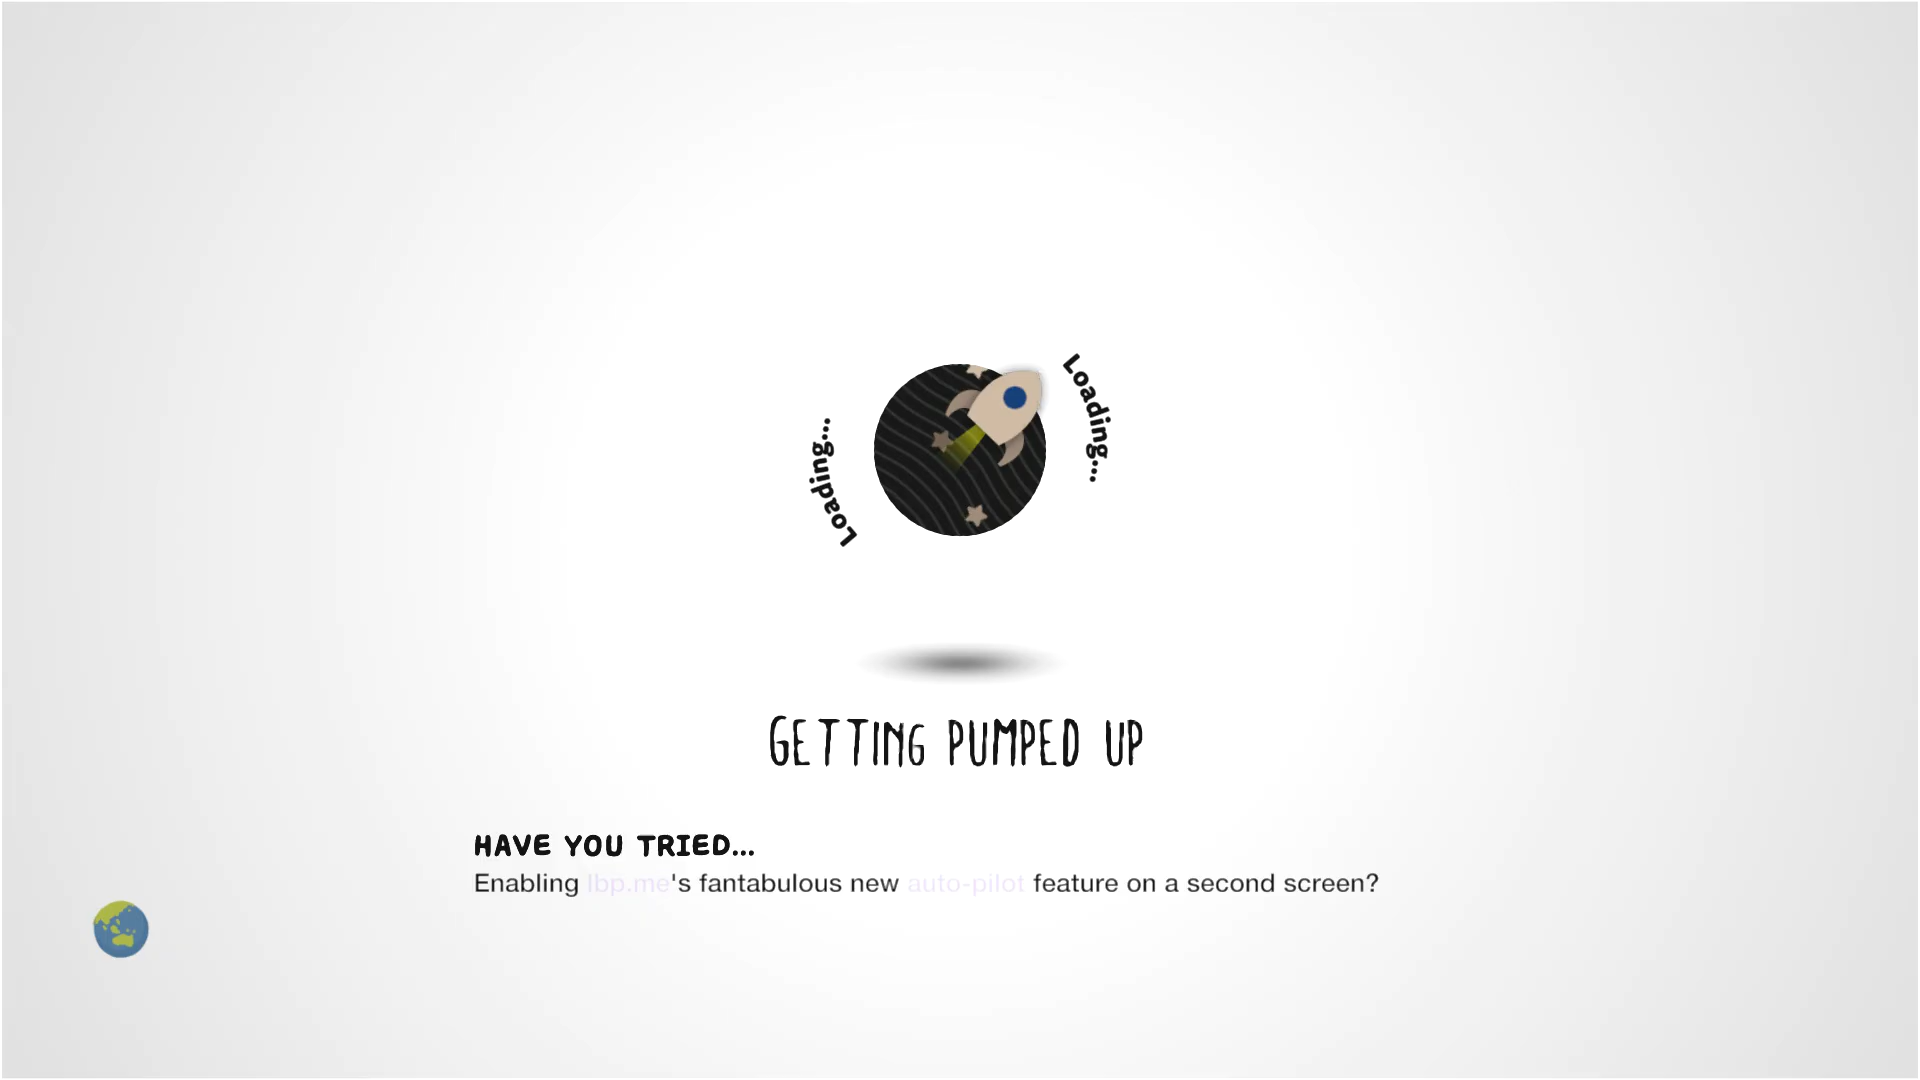 Loading...
Loading...
GETTING PUMPED UP
HAVE YOU TRIED...
Enabling lbp.me's fantabulous new auto-pilot feature on a second screen?